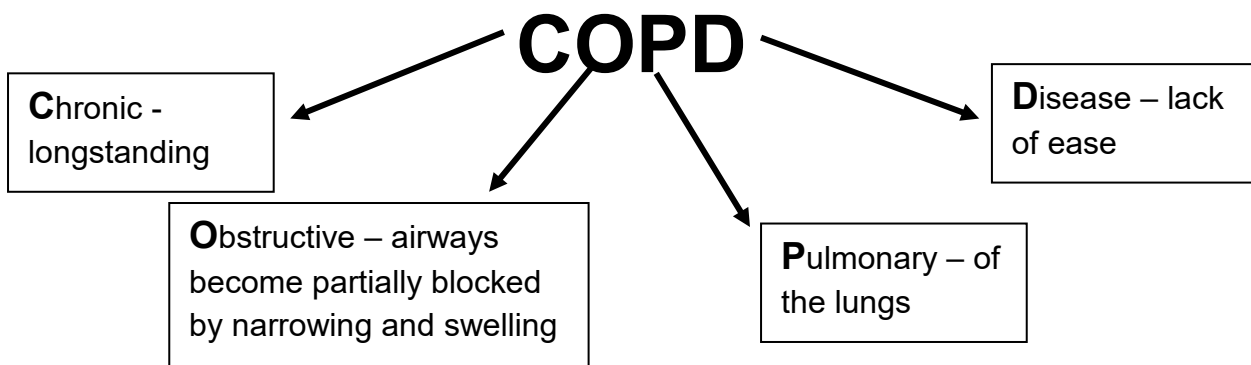 COPD
Chronic -
longstanding
Obstructive – airways
become partially blocked
by narrowing and swelling
Pulmonary – of
the lungs
Disease – lack
of ease